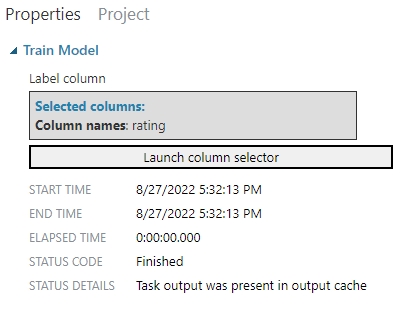 Properties Project
Train Model
Label column
Selected columns:
Column names: rating
Launch column selector
START TIME 8/27/2022 5:32:13 PM
END TIME 8/27/2022 5:32:13 PM
ELAPSED TIME 0:00:00.000
STATUS CODE Finished
STATUS DETAILS Task output was present in output cache